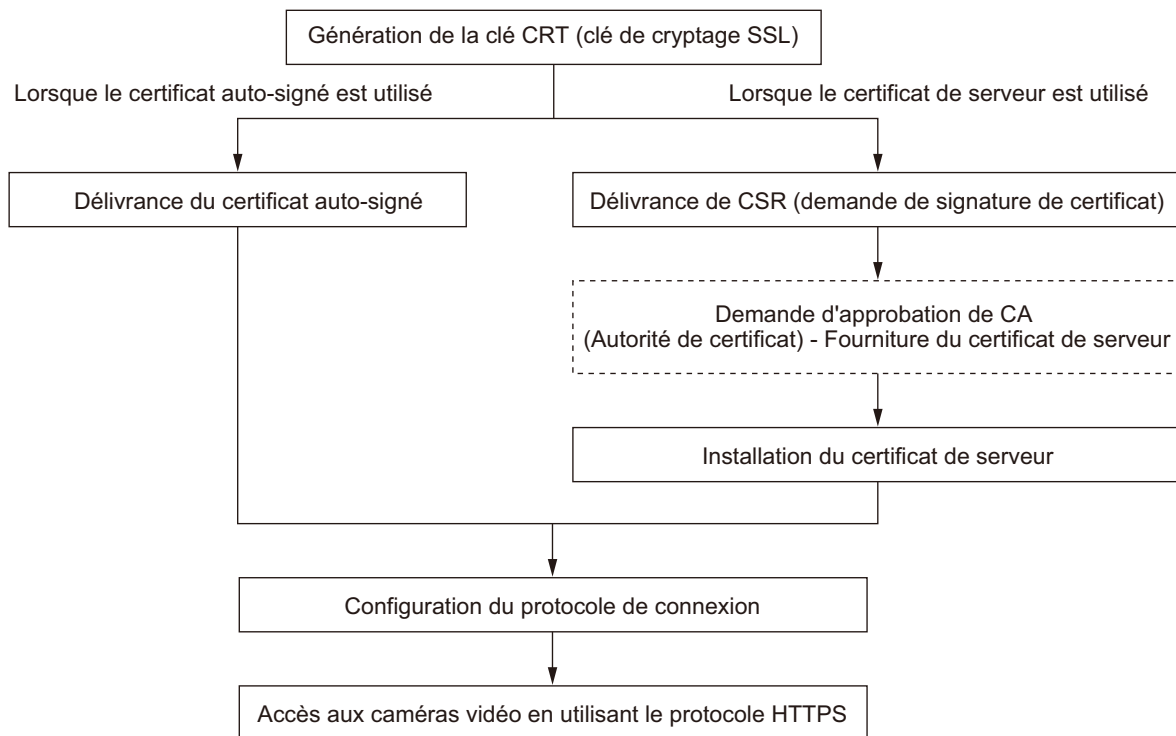 Génération de la clé CRT (clé de cryptage SSL)
Lorsque le certificat auto-signé est utilisé
Lorsque le certificat de serveur est utilisé
Délivrance du certificat auto-signé
Délivrance de CSR (demande de signature de certificat)
Demande d'approbation de CA
(Autorité de certificat) - Fourniture du certificat de serveur
Installation du certificat de serveur
Configuration du protocole de connexion
Accès aux caméras vidéo en utilisant le protocole HTTPS